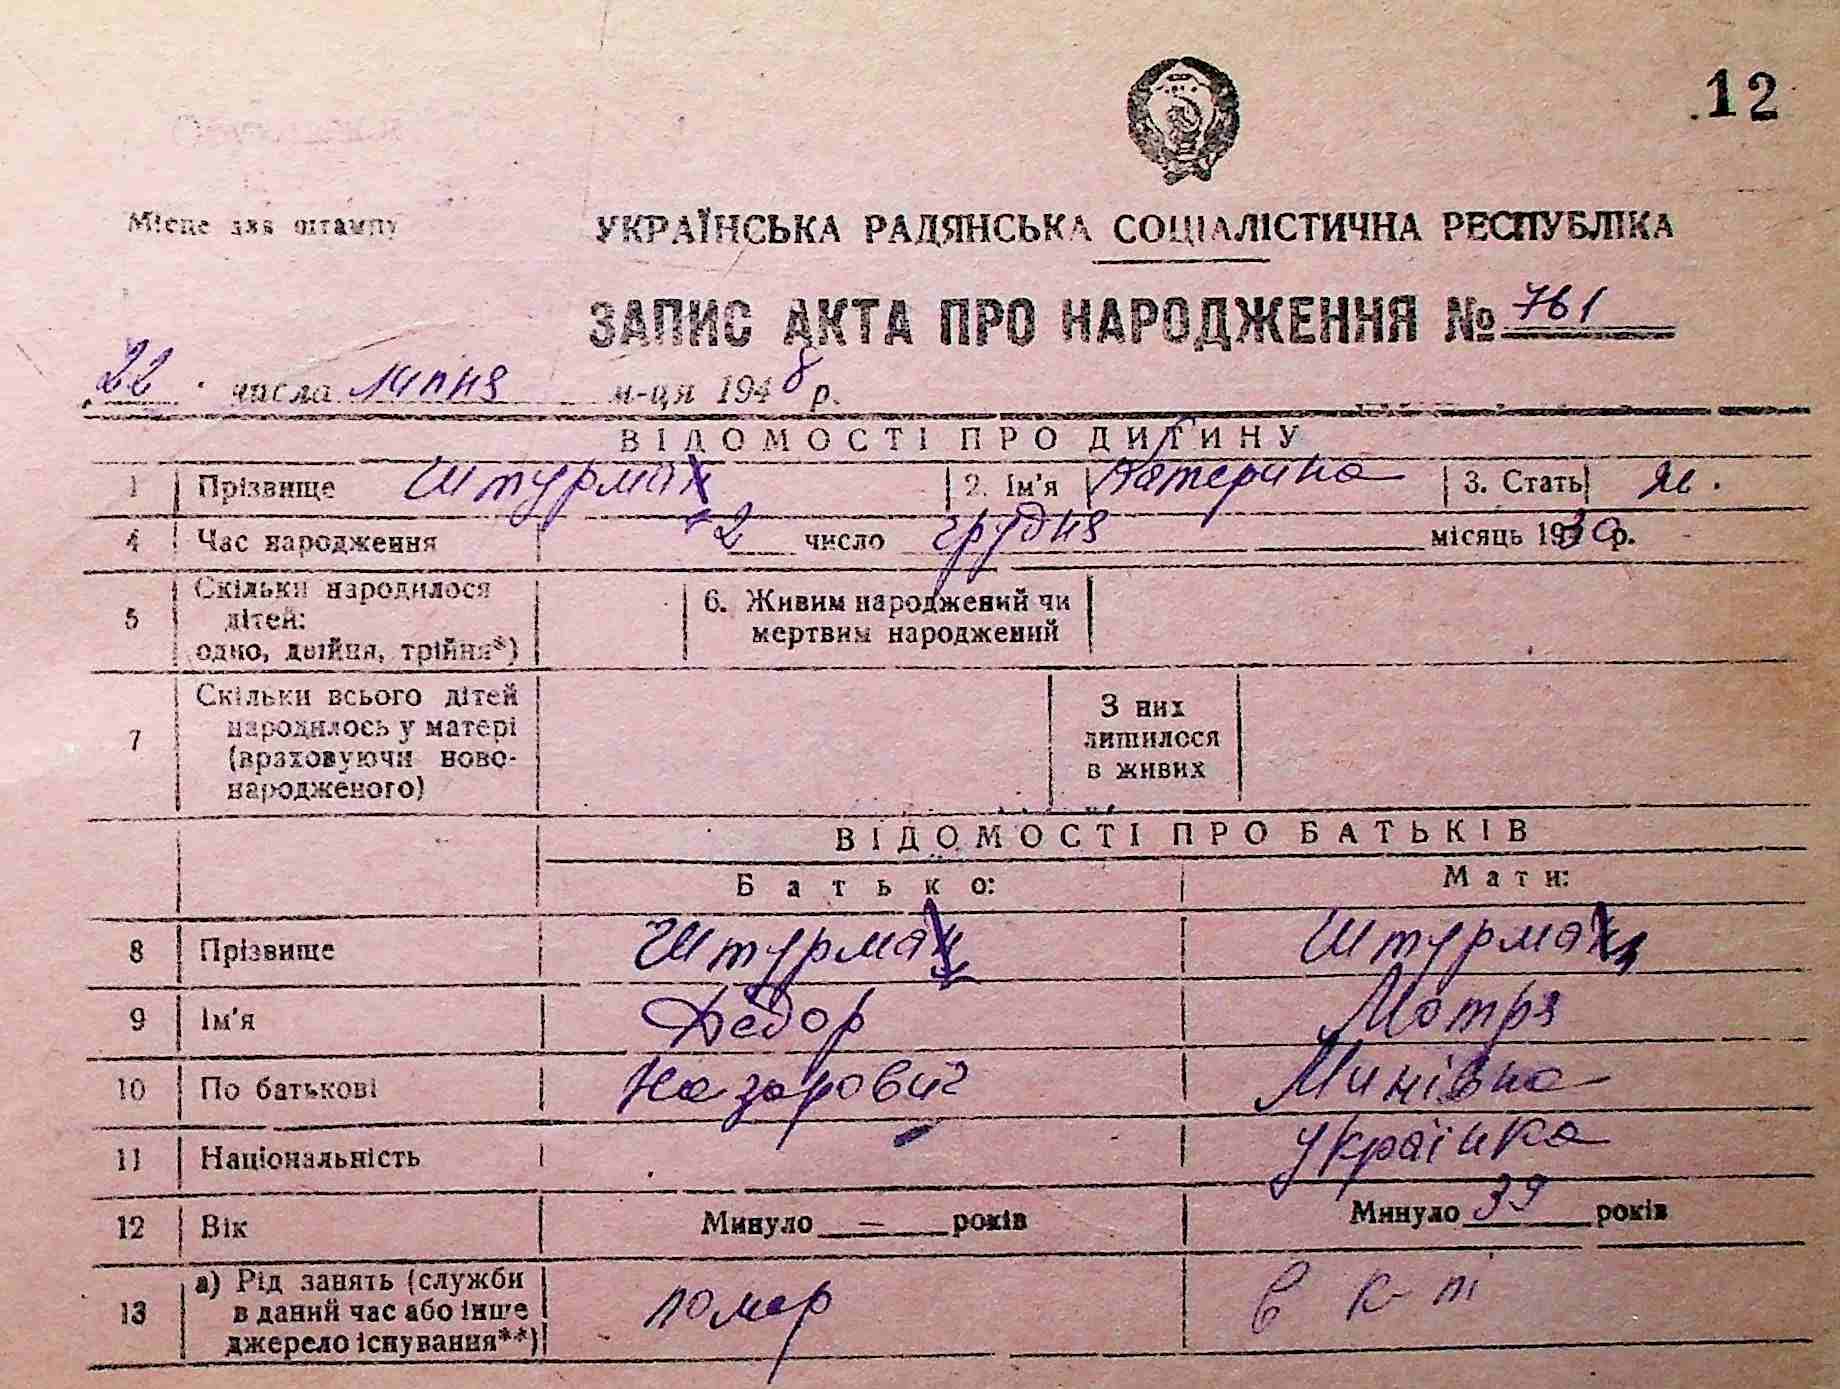 12
Місце для штампу
УКРАЇНСЬКА РАДЯНСЬКА СОЦІАЛІСТИЧНА РЕСПУБЛІКА
ЗАПИС АКТА ПРО НАРОДЖЕННЯ № 761
22 числа липня м-ця 1948 р.
ВІДОМОСТІ ПРО ДИТИНУ
1 Прізвище 2. Ім'я Катерина 3. Стать ж.
4 Час народження 2 число грудня місяць 1930 р.
5 Скільки народилося дітей: одно, двійня, трійня*) 6. Живим народжений чи мертвим народжений
7 Скільки всього дітей народилось у матері (враховуючи новонародженого) З них лишилося в живих
ВІДОМОСТІ ПРО БАТЬКІВ
Батько: Мати:
8 Прізвище
9 Ім'я Федор Мотря
10 По батькові Назарович Минівна
11 Національність українка
12 Вік Минуло — років Минуло 39 років
13 а) Рід занять (служби в даний час або інше джерело існування**) помер в к-пі